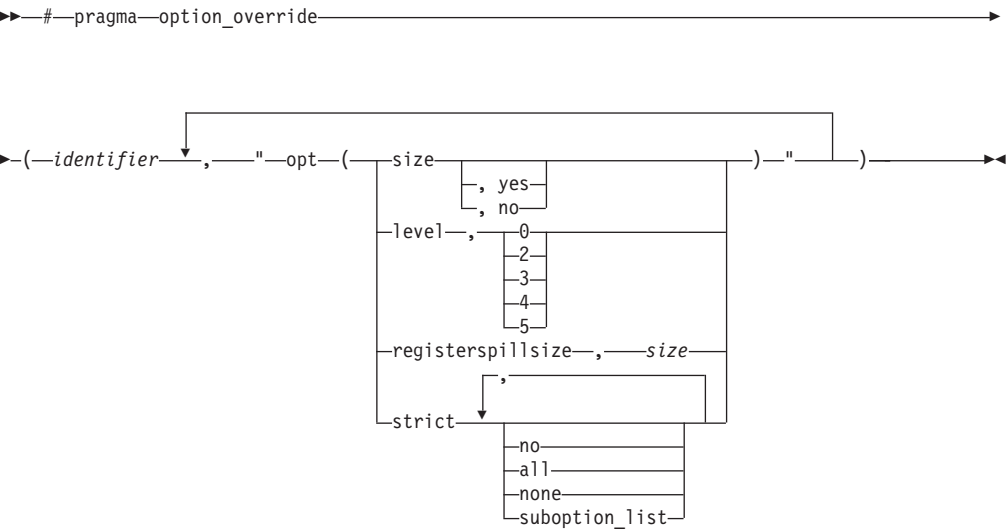 # pragma option_override
( identifier , " opt ( size ) " )
, yes
, no
level , 0
2
3
4
5
registerspillsize , size
,
strict
no
all
none
suboption_list